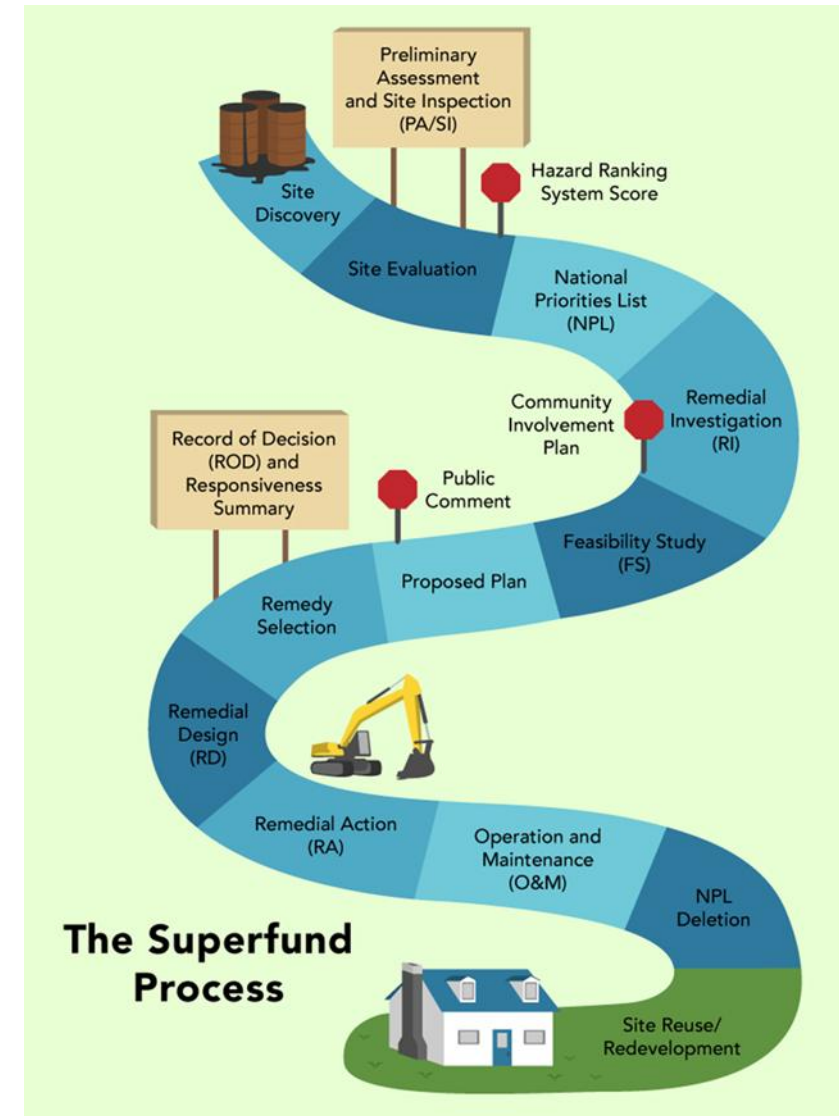 Preliminary
Assessment
and Site Inspection
(PA/SI)
Hazard Ranking
System Score
Site
Discovery
Site Evaluation
National
Priorities List
(NPL)
Community
Involvement
Plan
Remedial
Investigation
(RI)
Record of Decision
(ROD) and
Responsiveness
Summary
Public
Comment
Feasibility Study
(FS)
Proposed Plan
Remedy
Selection
Remedial
Design
(RD)
Remedial Action
(RA)
Operation and
Maintenance
(O&M)
NPL
Deletion
The Superfund
Process
Site Reuse/
Redevelopment